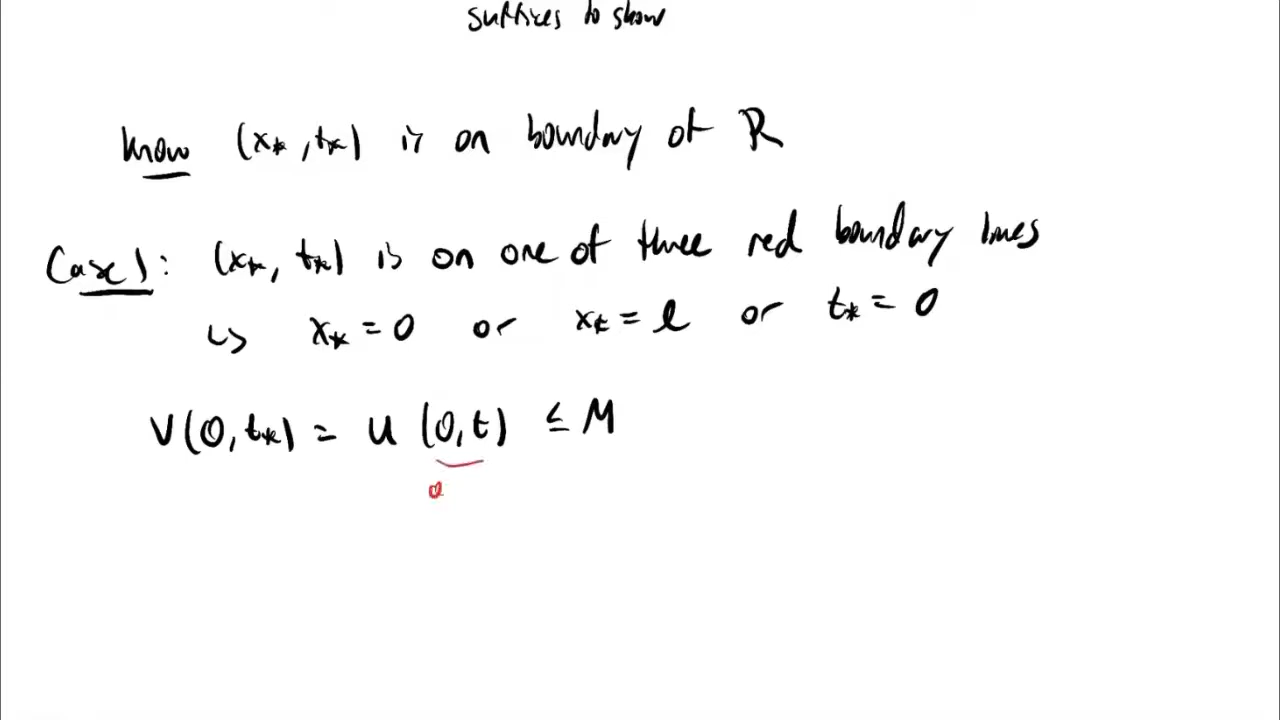 suffices to show
know (x*, t*) is on boundary of R
Case 1: (x*, t*) is on one of three red boundary lines
↳ x* = 0 or x* = l or t* = 0
V(0, t*) = u (0, t) ≤ M